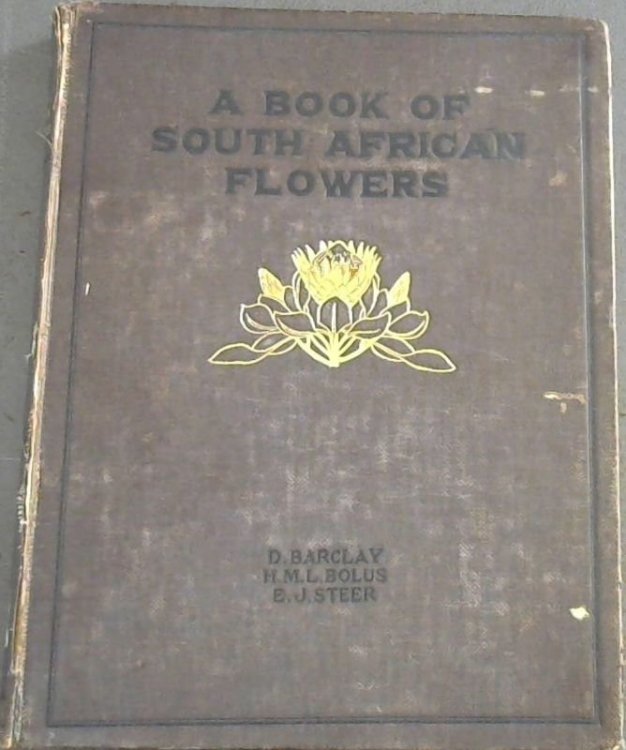 A BOOK OF
SOUTH AFRICAN
FLOWERS
D. BARCLAY
H. M. L. BOLUS
E. J. STEER